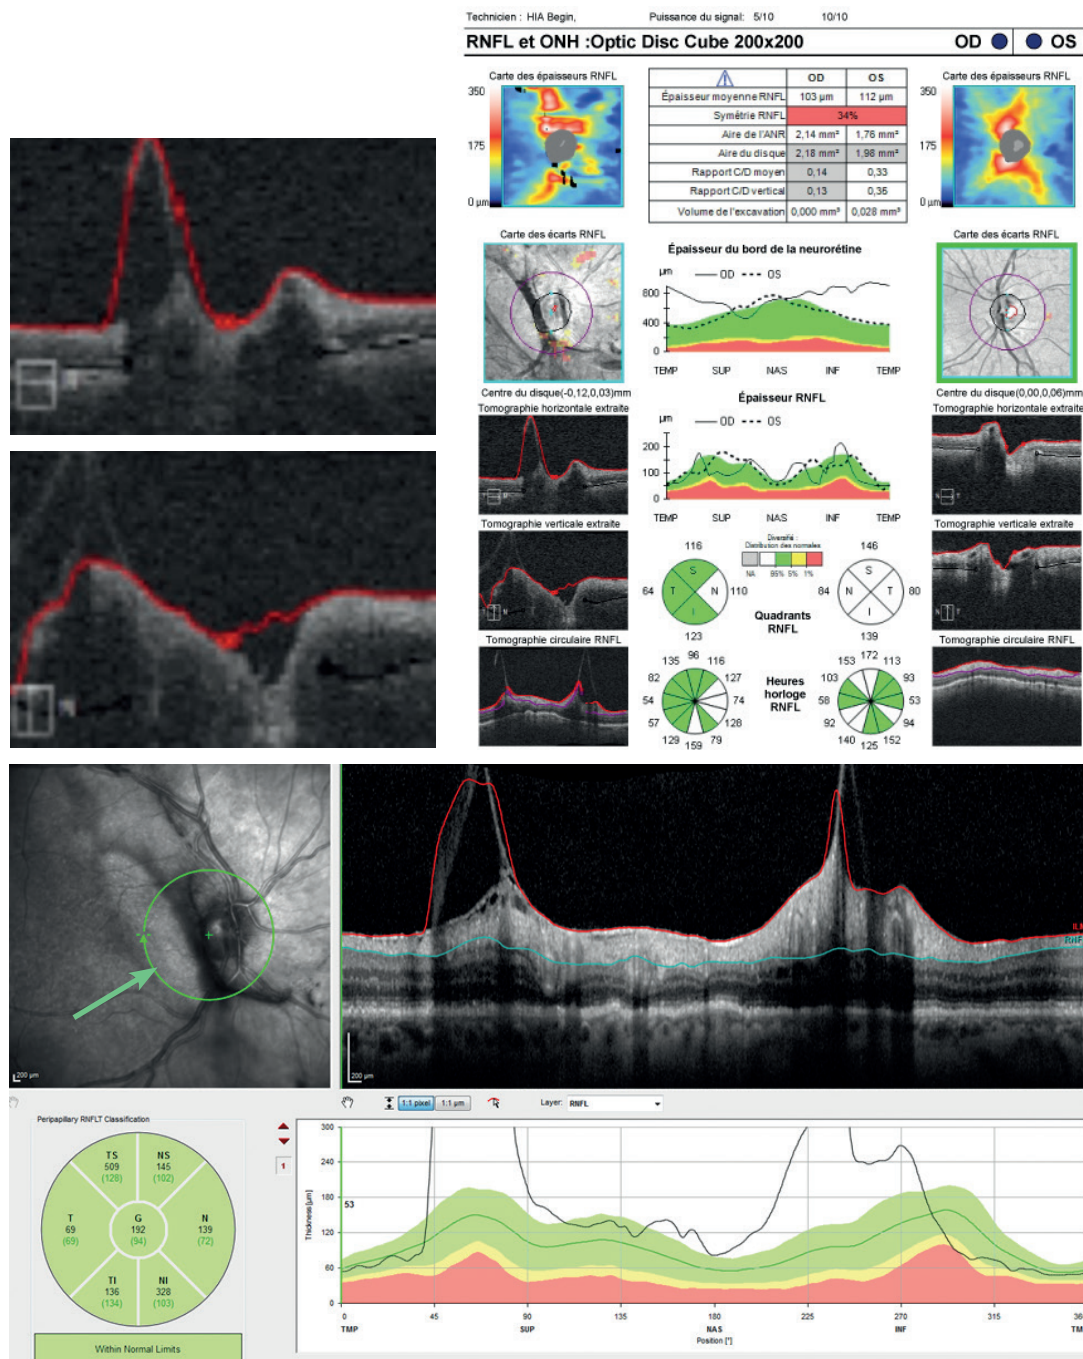 Technicien : HIA Begin, Puissance du signal: 5/10 10/10
RNFL et ONH :Optic Disc Cube 200x200 OD OS
Carte des épaisseurs RNFL
350
175
0 µm
OD OS
Épaisseur moyenne RNFL 103 µm 112 µm
Symétrie RNFL 34%
Aire de l'ANR 2,14 mm² 1,76 mm²
Aire du disque 2,18 mm² 1,98 mm²
Rapport C/D moyen 0,14 0,33
Rapport C/D vertical 0,13 0,35
Volume de l'excavation 0,000 mm³ 0,028 mm³
Carte des épaisseurs RNFL
350
175
0 µm
Carte des écarts RNFL
Centre du disque(-0,12,0,03)mm
Épaisseur du bord de la neurorétine
µm OD OS
800
400
0
TEMP SUP NAS INF TEMP
Carte des écarts RNFL
Centre du disque(0,00,0,06)mm
Tomographie horizontale extraite
Épaisseur RNFL
µm OD OS
200
100
0
TEMP SUP NAS INF TEMP
Tomographie horizontale extraite
N T
Tomographie verticale extraite
Diversifié :
Distribution des normales
NA 95% 5% 1%
116
S
64 T N 110
I
123
Quadrants
RNFL
146
S
84 N T 80
I
139
Tomographie verticale extraite
Tomographie circulaire RNFL
96
135 116
82 127
54 74
57 128
129 79
159
Heures
horloge
RNFL
172
153 113
103 93
58 53
92 94
140 152
125
Tomographie circulaire RNFL
200 µm
200 µm
ILM
RNFL
1:1 pixel 1:1 µm Layer: RNFL
Peripapillary RNFLT Classification
TS
509
(128)
NS
145
(102)
T
69
(69)
G
192
(94)
N
139
(72)
TI
136
(134)
NI
328
(103)
Within Normal Limits
1
Thickness [µm]
300
240
180
120
60
0
53
0 45 90 135 180 225 270 315 360
TMP SUP NAS INF TM
Position [°]